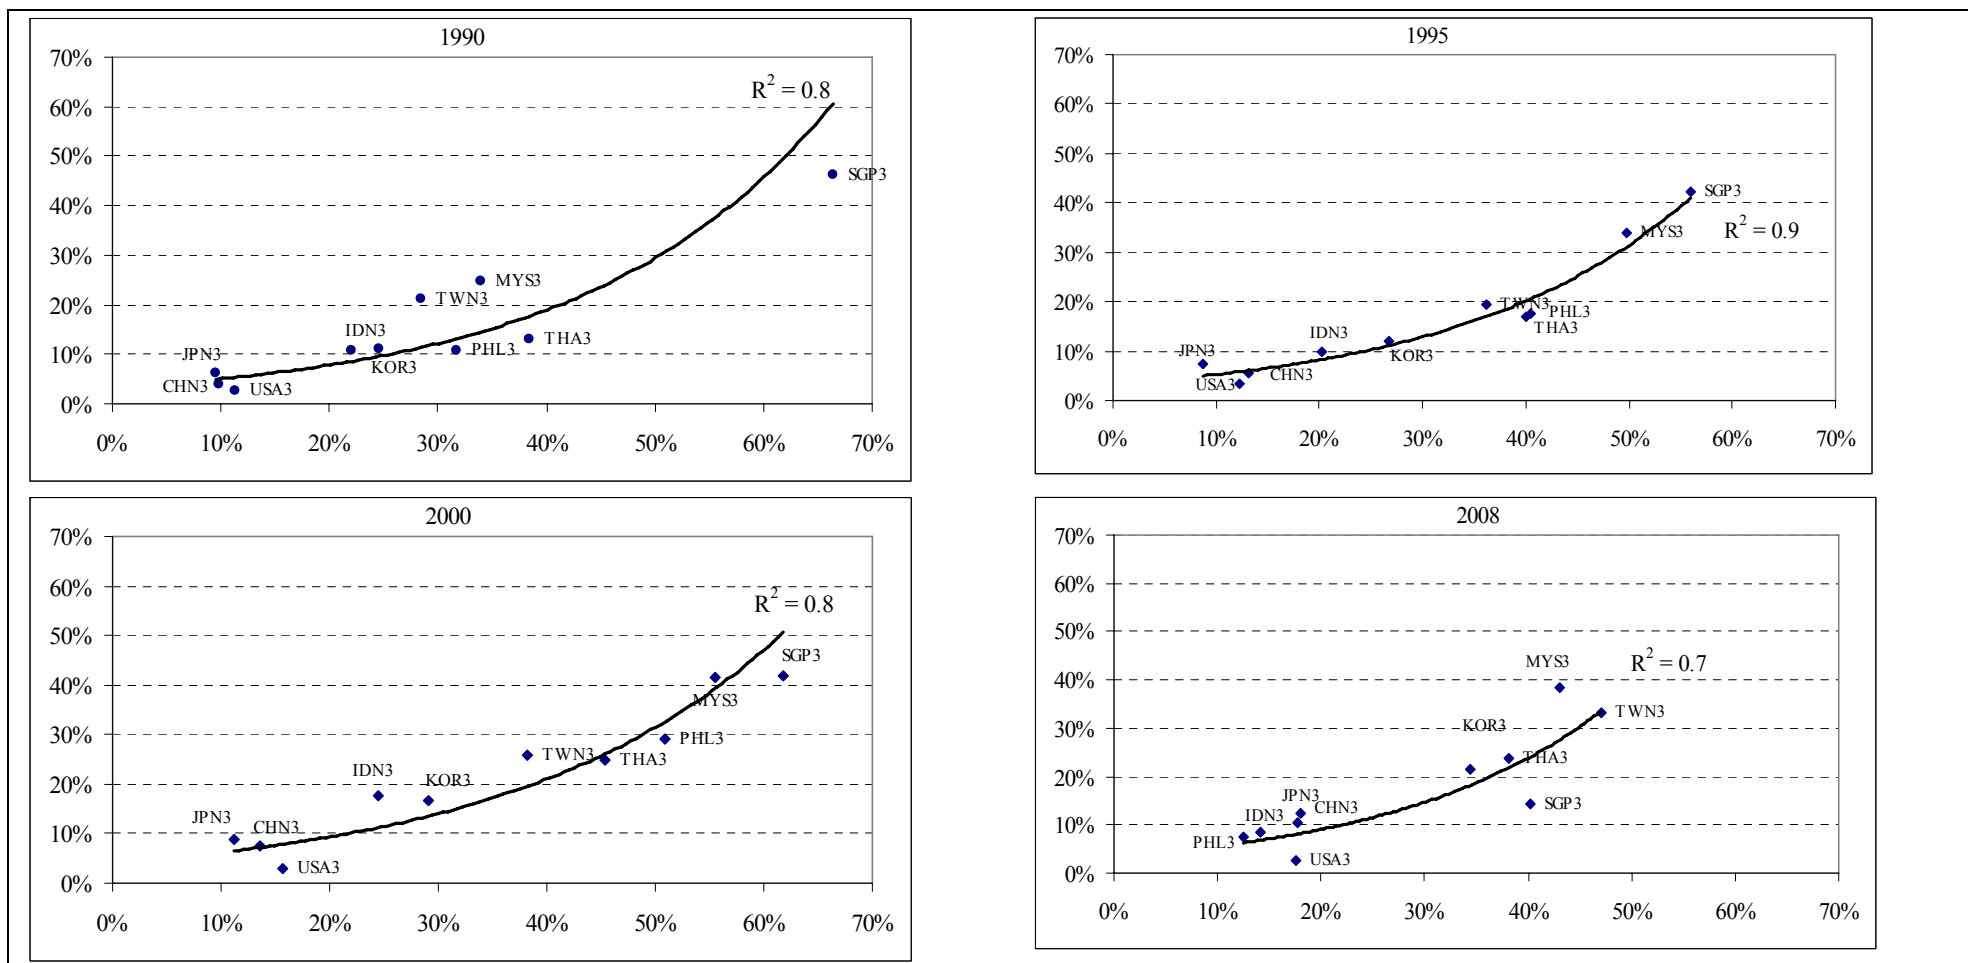 1990
70%
60%
50%
40%
30%
20%
10%
0%
R2 = 0.8
SGP3
MYS3
TWN3
IDN3
THA3
PHL3
KOR3
JPN3
CHN3
USA3
0% 10% 20% 30% 40% 50% 60% 70%
1995
70%
60%
50%
40%
30%
20%
10%
0%
SGP3
R2 = 0.9
MYS3
TWN3
PHL3
THA3
IDN3
KOR3
JPN3
CHN3
USA3
0% 10% 20% 30% 40% 50% 60% 70%
2000
70%
60%
50%
40%
30%
20%
10%
0%
R2 = 0.8
SGP3
MYS3
PHL3
TWN3
THA3
IDN3
KOR3
JPN3
CHN3
USA3
0% 10% 20% 30% 40% 50% 60% 70%
2008
70%
60%
50%
40%
30%
20%
10%
0%
MYS3
R2 = 0.7
TWN3
KOR3
THA3
SGP3
JPN3
IDN3
CHN3
PHL3
USA3
0% 10% 20% 30% 40% 50% 60% 70%